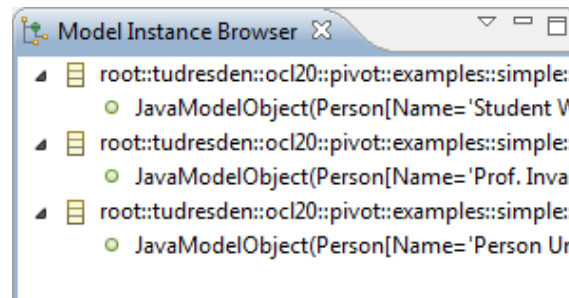 Model Instance Browser
root::tudresden::ocl20::pivot::examples::simple:
JavaModelObject(Person[Name='Student
root::tudresden::ocl20::pivot::examples::simple:
JavaModelObject(Person[Name='Prof. Inva
root::tudresden::ocl20::pivot::examples::simple:
JavaModelObject(Person[Name='Person Un